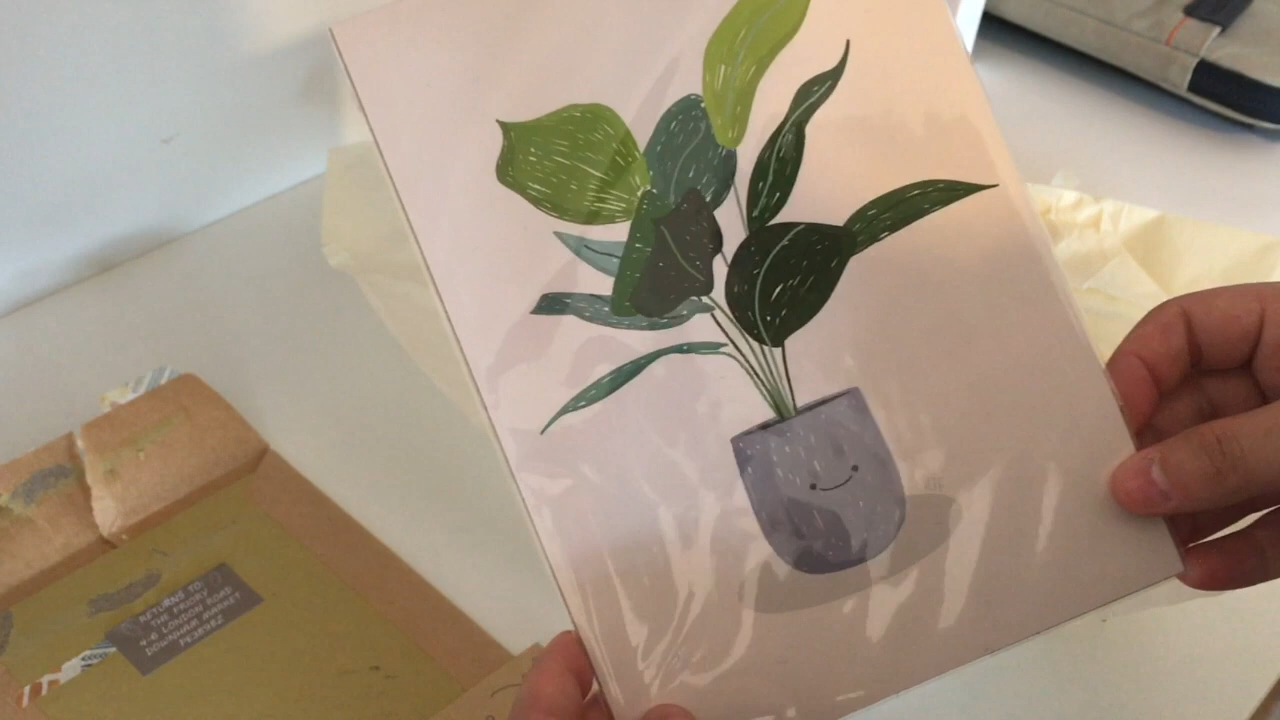 RETURNS TO:
THE PRIORY
4-6 LONDON ROAD
DOWNHAM MARKET